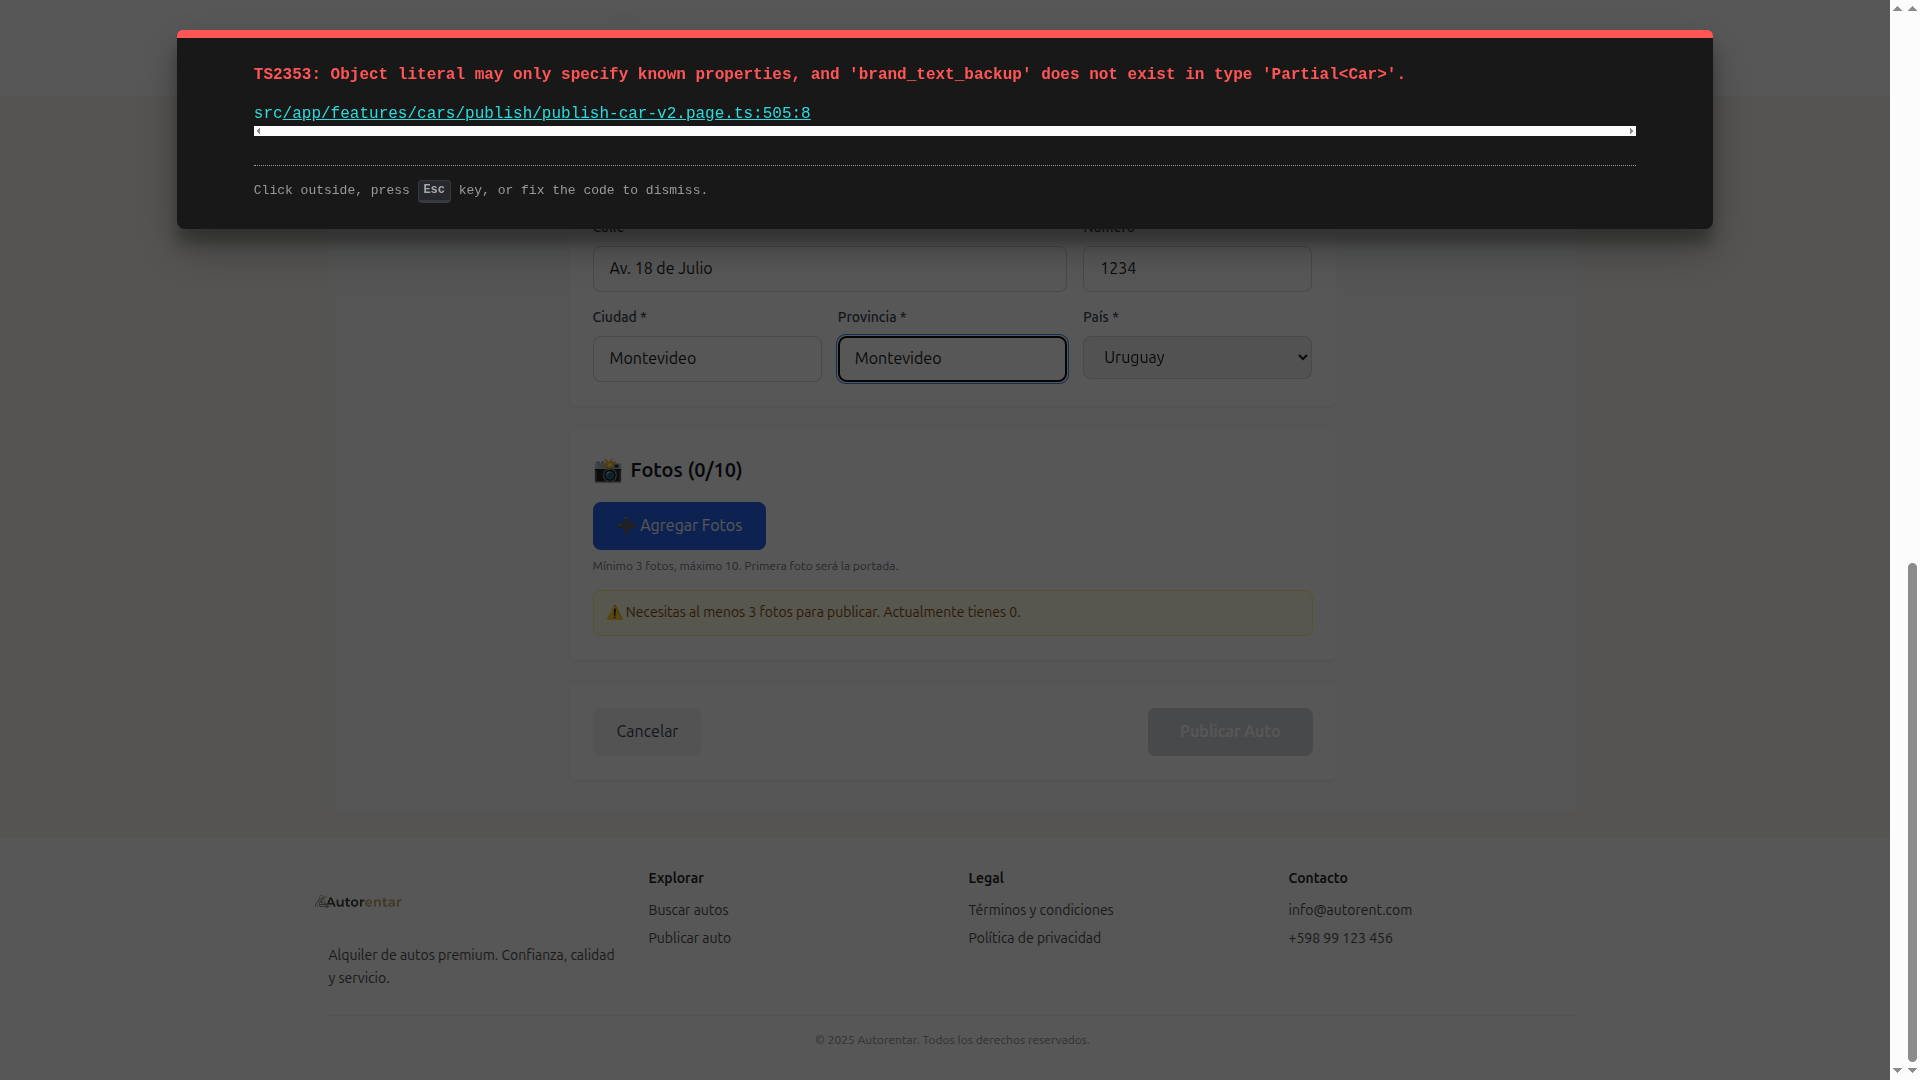 TS2353: Object literal may only specify known properties, and 'brand_text_backup' does not exist in type 'Partial<Car>'.
src/app/features/cars/publish/publish-car-v2.page.ts:505:8
Click outside, press Esc key, or fix the code to dismiss.
Calle Número
Av. 18 de Julio 1234
Ciudad * Provincia * País *
Montevideo Montevideo Uruguay
📸 Fotos (0/10)
➕ Agregar Fotos
Mínimo 3 fotos, máximo 10. Primera foto será la portada.
⚠️ Necesitas al menos 3 fotos para publicar. Actualmente tienes 0.
Cancelar Publicar Auto
Autorentar
Alquiler de autos premium. Confianza, calidad
y servicio.
Explorar
Buscar autos
Publicar auto
Legal
Términos y condiciones
Política de privacidad
Contacto
info@autorent.com
+598 99 123 456
© 2025 Autorentar. Todos los derechos reservados.